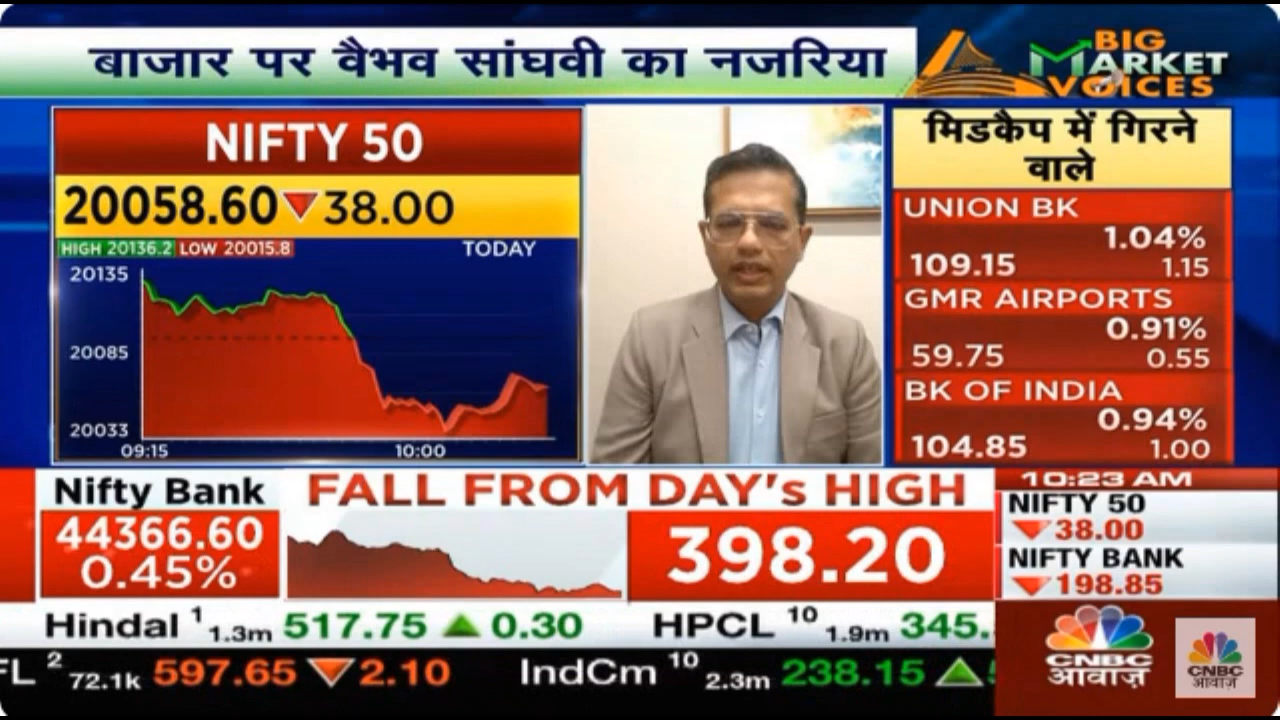 बाजार पर वैभव सांघवी का नजरिया
BIG
MARKET
VOICES
NIFTY 50
20058.60 38.00
HIGH 20136.2 LOW 20015.8
TODAY
20135
20085
20033
09:15
10:00
मिडकैप में गिरने
वाले
UNION BK
1.04%
109.15 1.15
GMR AIRPORTS
0.91%
59.75 0.55
BK OF INDIA
0.94%
104.85 1.00
Nifty Bank
44366.60
0.45%
FALL FROM DAY's HIGH
398.20
10:23 AM
NIFTY 50
38.00
NIFTY BANK
198.85
Hindal 1 1.3m 517.75 0.30 HPCL 10 1.9m 345.
FL 2 72.1k 597.65 2.10 IndCm 10 2.3m 238.15
CNBC
आवाज़
CNBC
आवाज़